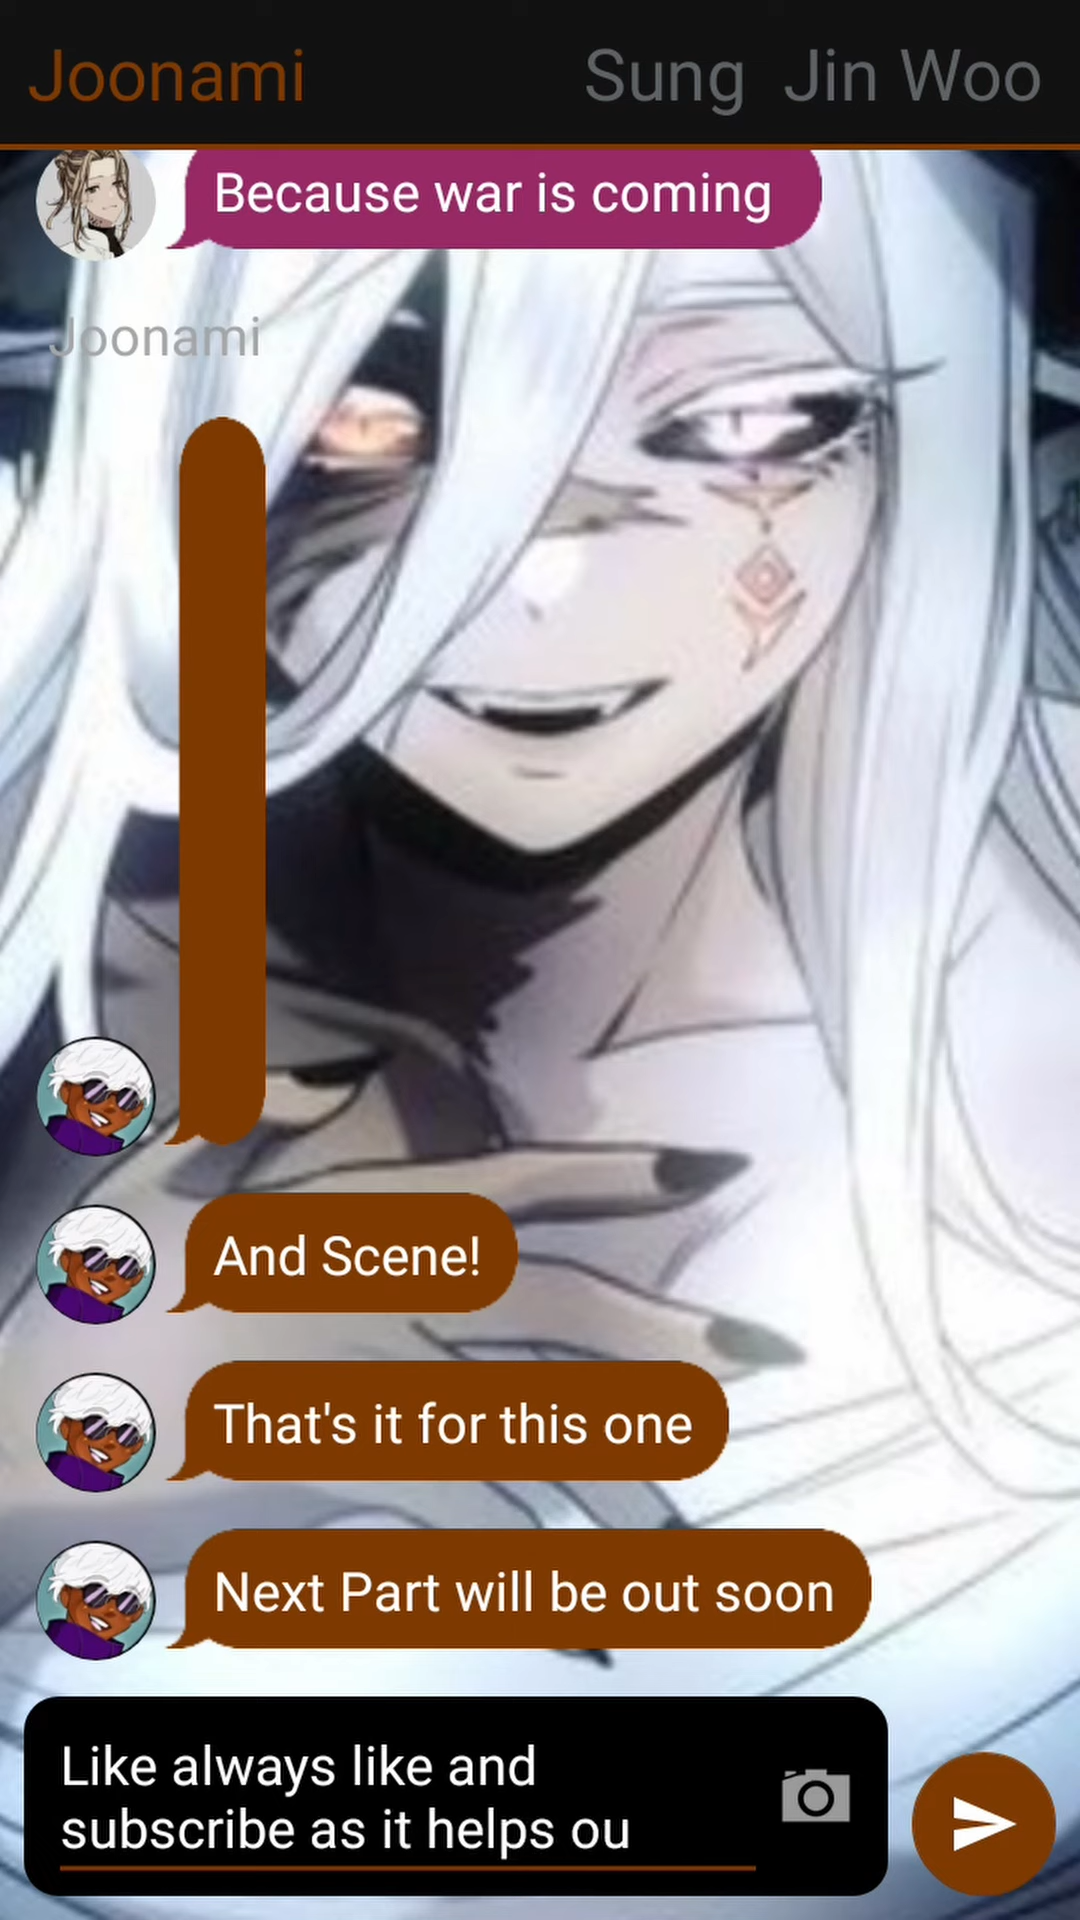 Joonami Sung Jin Woo
Because war is coming
Joonami
And Scene!
That's it for this one
Next Part will be out soon
Like always like and
subscribe as it helps ou